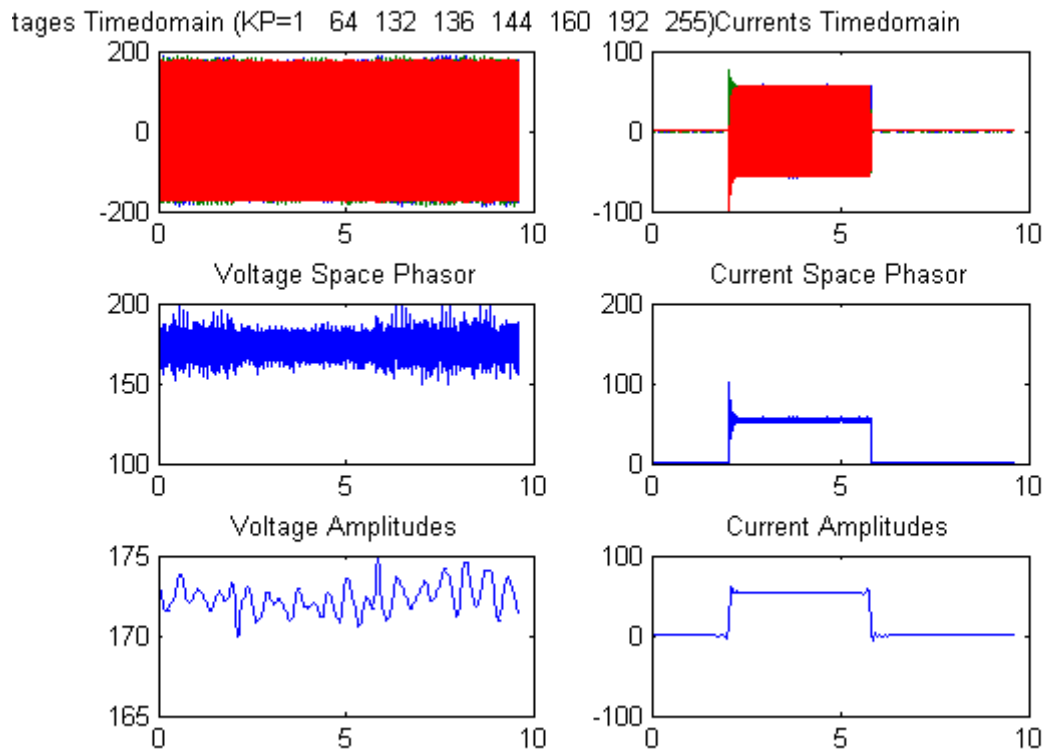 tages Timedomain (KP=1 64 132 136 144 160 192 255)Currents Timedomain
200
0
-200
0 5 10
100
0
-100
0 5 10
Voltage Space Phasor
200
150
100
0 5 10
Current Space Phasor
200
100
0
0 5 10
Voltage Amplitudes
175
170
165
0 5 10
Current Amplitudes
100
0
-100
0 5 10